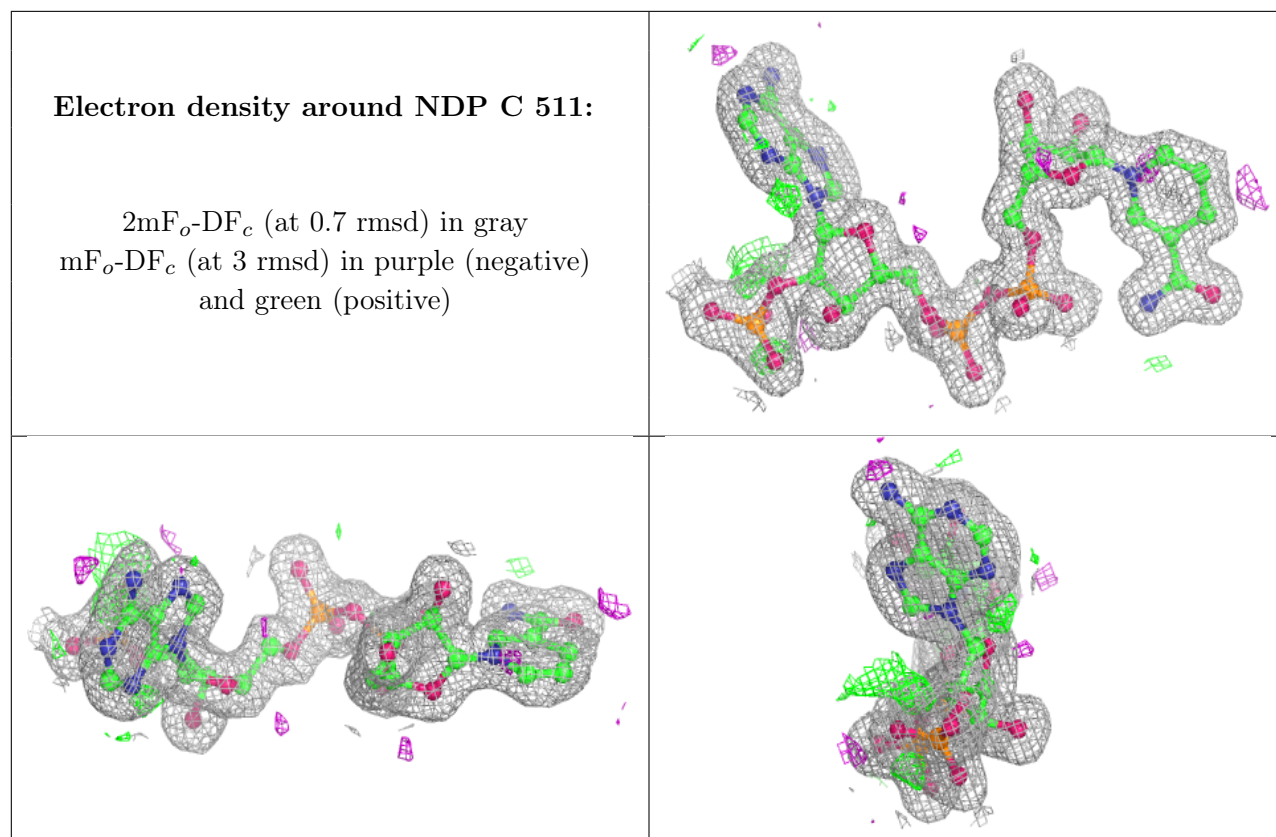 Electron density around NDP C 511:
2mFo-DFc (at 0.7 rmsd) in gray
mFo-DFc (at 3 rmsd) in purple (negative)
and green (positive)